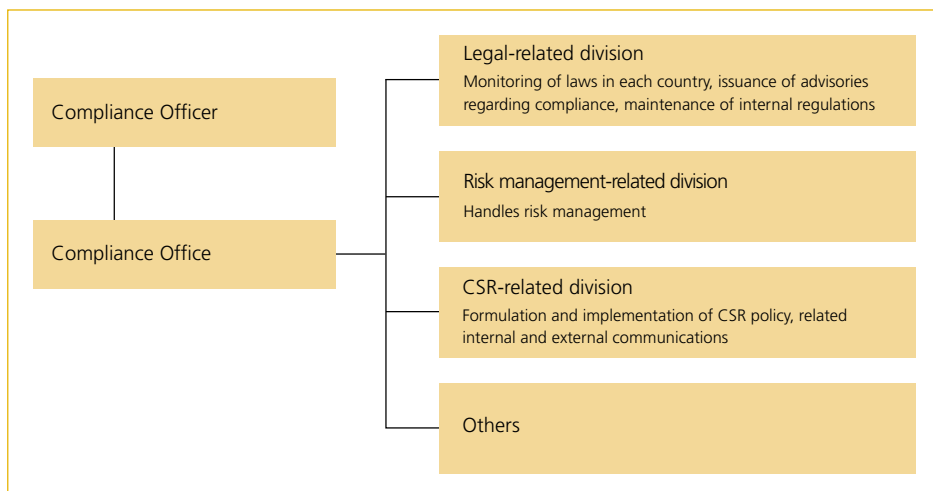 Compliance Officer
Compliance Office
Legal-related division
Monitoring of laws in each country, issuance of advisories
regarding compliance, maintenance of internal regulations
Risk management-related division
Handles risk management
CSR-related division
Formulation and implementation of CSR policy, related
internal and external communications
Others